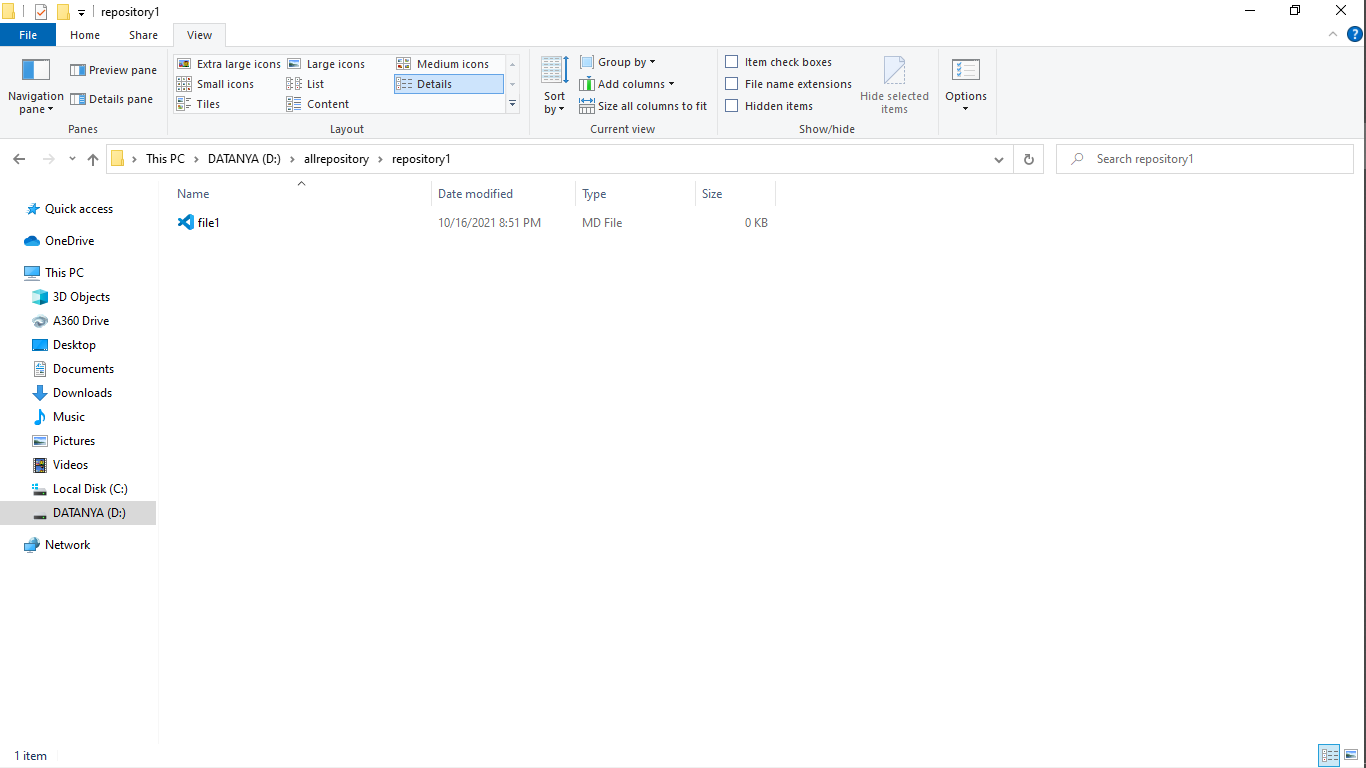 repository1
File Home Share View
Navigation pane
Preview pane
Details pane
Panes
Extra large icons Large icons Medium icons
Small icons List Details
Tiles Content
Layout
Sort by
Group by
Add columns
Size all columns to fit
Current view
Item check boxes
File name extensions
Hidden items
Hide selected items
Show/hide
Options
This PC DATANYA (D:) allrepository repository1
Search repository1
Name Date modified Type Size
file1 10/16/2021 8:51 PM MD File 0 KB
Quick access
OneDrive
This PC
3D Objects
A360 Drive
Desktop
Documents
Downloads
Music
Pictures
Videos
Local Disk (C:)
DATANYA (D:)
Network
1 item